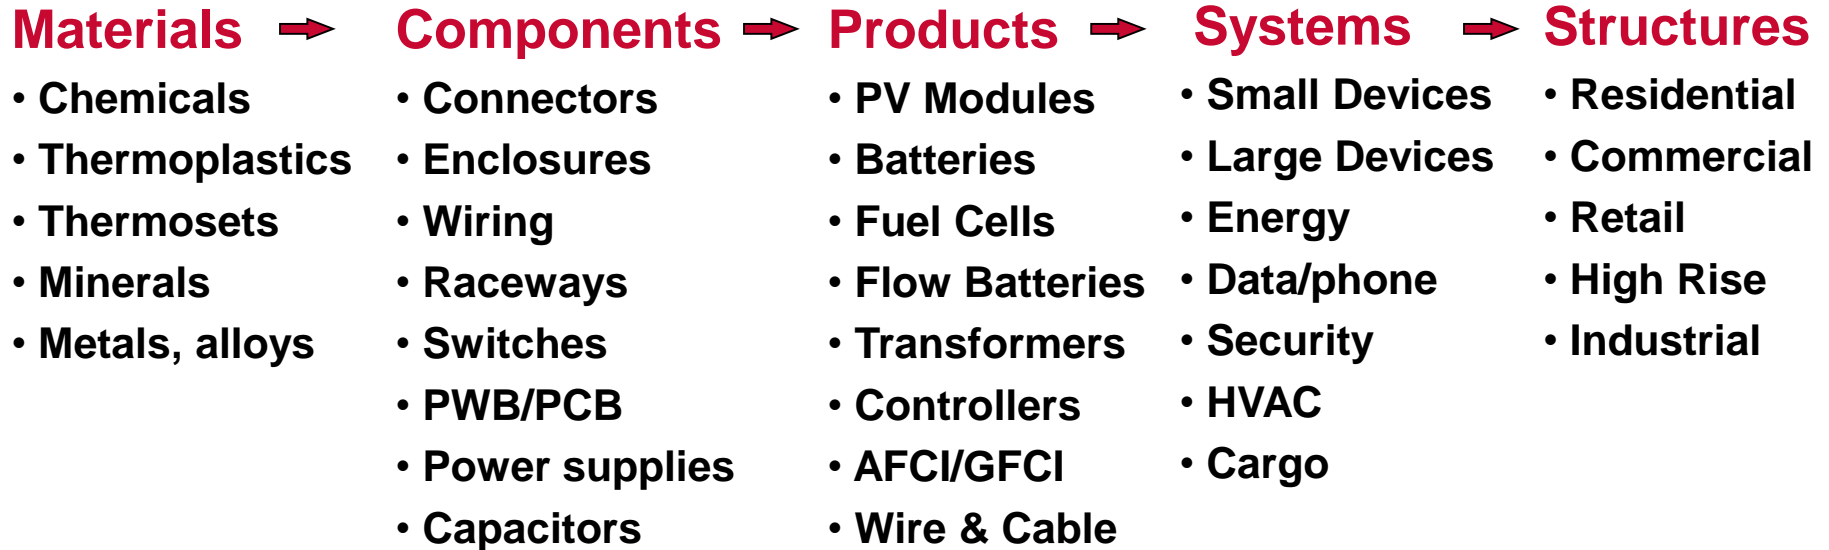 Materials
• Chemicals
• Thermoplastics
• Thermosets
• Minerals
• Metals, alloys
Components
• Connectors
• Enclosures
• Wiring
• Raceways
• Switches
• PWB/PCB
• Power supplies
• Capacitors
Products
• PV Modules
• Batteries
• Fuel Cells
• Flow Batteries
• Transformers
• Controllers
• AFCI/GFCI
• Wire & Cable
Systems
• Small Devices
• Large Devices
• Energy
• Data/phone
• Security
• HVAC
• Cargo
Structures
• Residential
• Commercial
• Retail
• High Rise
• Industrial